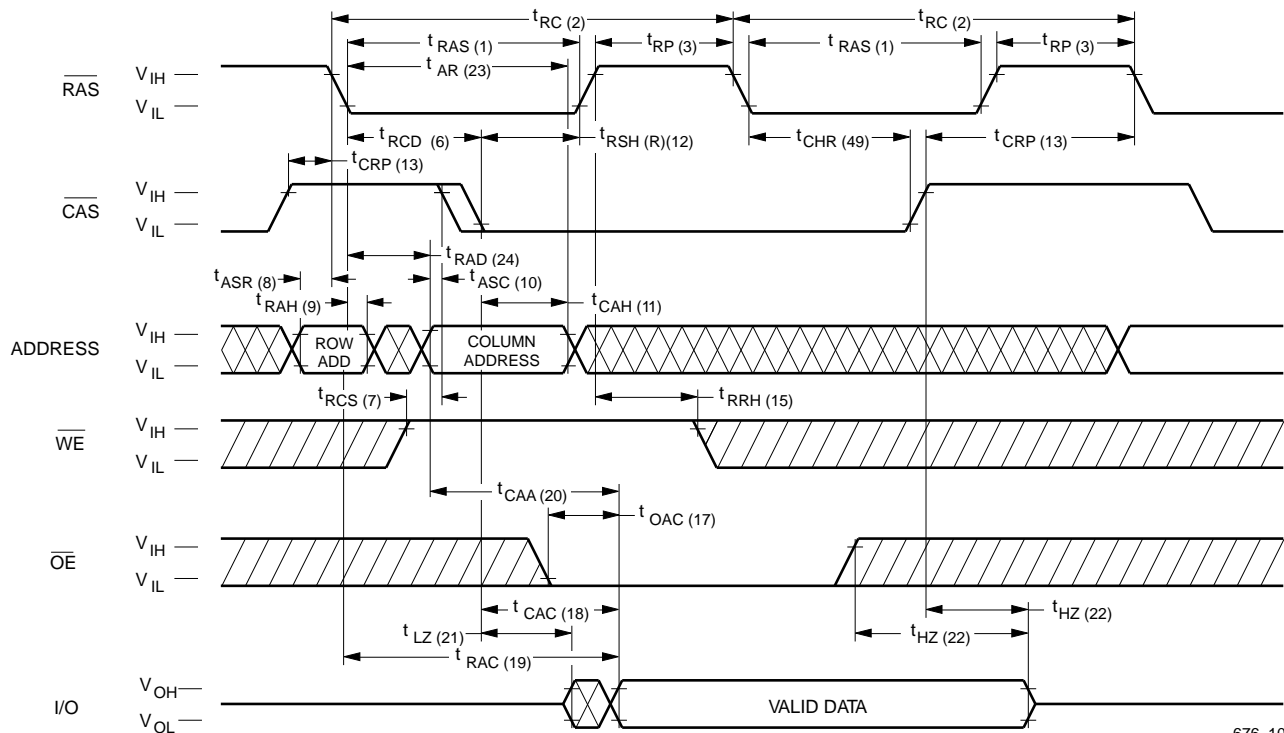 t RC (2) t RC (2)
t RAS (1) t RP (3) t RAS (1) t RP (3)
t AR (23)
RAS V IH
V IL
t RCD (6) t RSH (R)(12) t CHR (49) t CRP (13)
t CRP (13)
CAS V IH
V IL
t RAD (24)
t ASR (8) t ASC (10)
t RAH (9) t CAH (11)
ADDRESS V IH
V IL
ROW ADD
COLUMN ADDRESS
t RCS (7) t RRH (15)
WE V IH
V IL
t CAA (20)
t OAC (17)
OE V IH
V IL
t CAC (18) t HZ (22)
t LZ (21) t HZ (22)
t RAC (19)
I/O V OH
V OL
VALID DATA